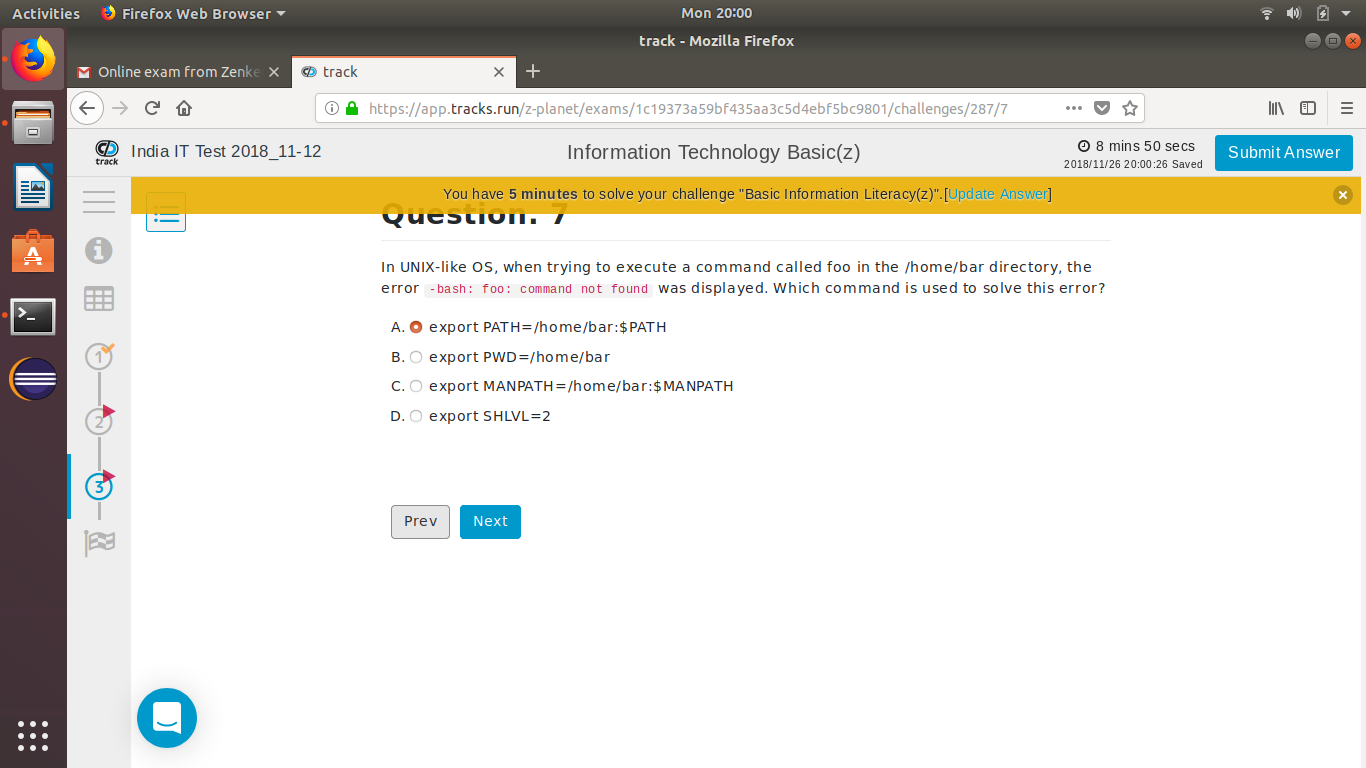 Activities Firefox Web Browser Mon 20:00
track - Mozilla Firefox
Online exam from Zenke track
https://app.tracks.run/z-planet/exams/1c19373a59bf435aa3c5d4ebf5bc9801/challenges/287/7
track India IT Test 2018_11-12 Information Technology Basic(z) 8 mins 50 secs
2018/11/26 20:00:26 Saved
Submit Answer
You have 5 minutes to solve your challenge "Basic Information Literacy(z)".[Update Answer]
Question: 7
In UNIX-like OS, when trying to execute a command called foo in the /home/bar directory, the
error -bash: foo: command not found was displayed. Which command is used to solve this error?
A. export PATH=/home/bar:$PATH
B. export PWD=/home/bar
C. export MANPATH=/home/bar:$MANPATH
D. export SHLVL=2
1
2
3
Prev Next